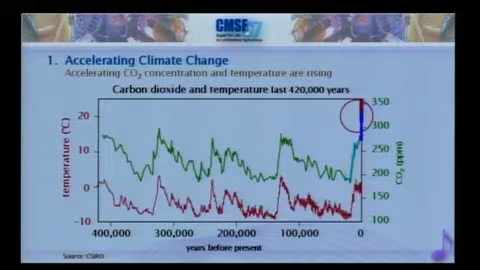 CMSE 07
1. Accelerating Climate Change
Accelerating CO₂ concentration and temperature are rising
Carbon dioxide and temperature last 420,000 years
temperature (°C)
20
10
0
-10
350
300
250
200
150
100
CO₂ (ppm)
400,000 300,000 200,000 100,000 0
years before present
Source: CSIRO